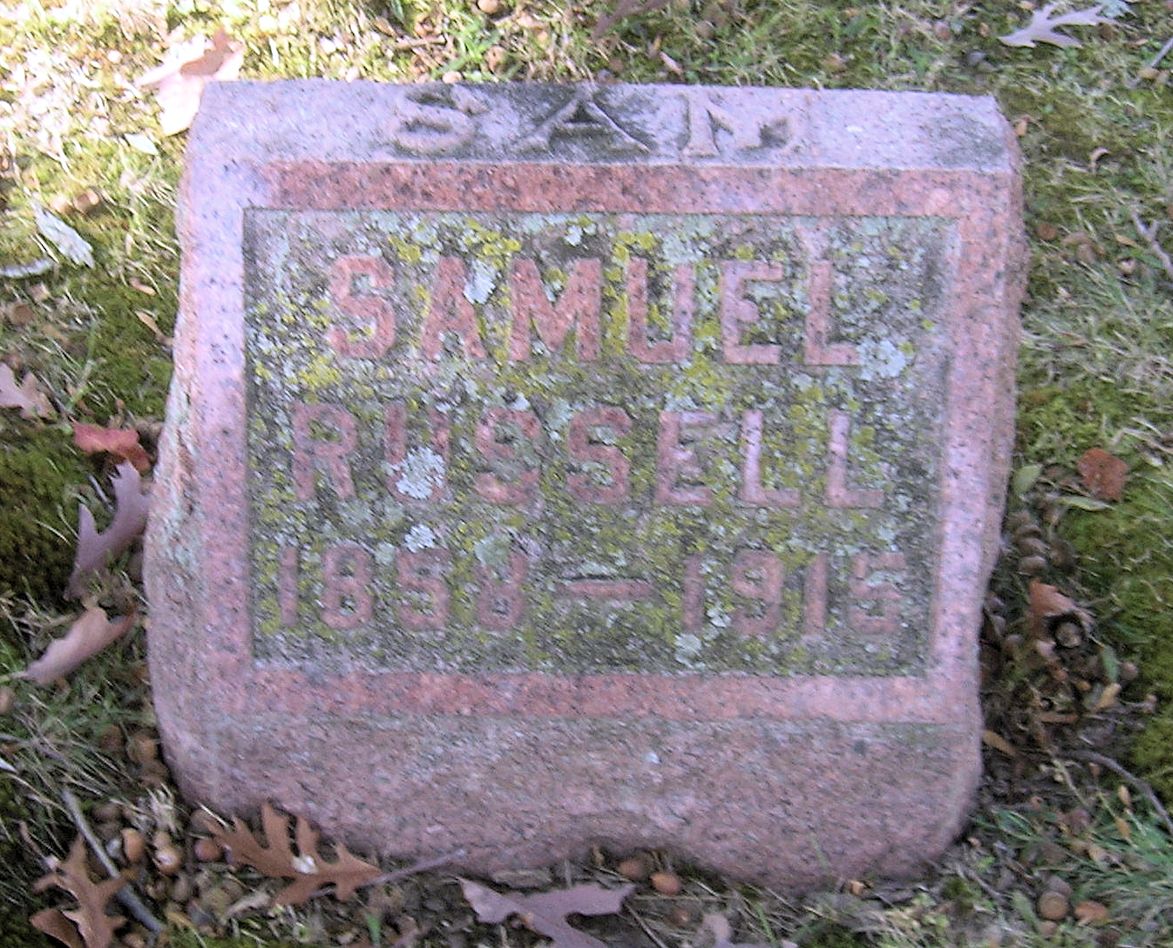 SAM
SAMUEL
RUSSELL
1858 — 1915